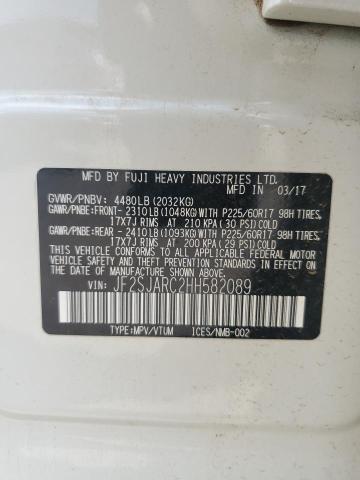 MFD BY FUJI HEAVY INDUSTRIES LTD.
MFD IN 03/17
GVWR/PNBV: 4480LB (2032KG)
GAWR/PNBE:FRONT- 2310LB(1048KG)WITH P225/60R17 98H TIRES,
17X7J RIMS AT 210 KPA(30 PSI)COLD
GAWR/PNBE:REAR - 2410LB(1093KG)WITH P225/60R17 98H TIRES,
17X7J RIMS AT 200 KPA(29 PSI)COLD
THIS VEHICLE CONFORMS TO ALL APPLICABLE FEDERAL MOTOR
VEHICLE SAFETY, BUMPER, AND THEFT PREVENTION STANDARDS IN
EFFECT ON THE DATE OF MANUFACTURE SHOWN ABOVE.
VIN: JF2SJARC2HH582089
TYPE:MPV/VTUM ICES/NMB-002